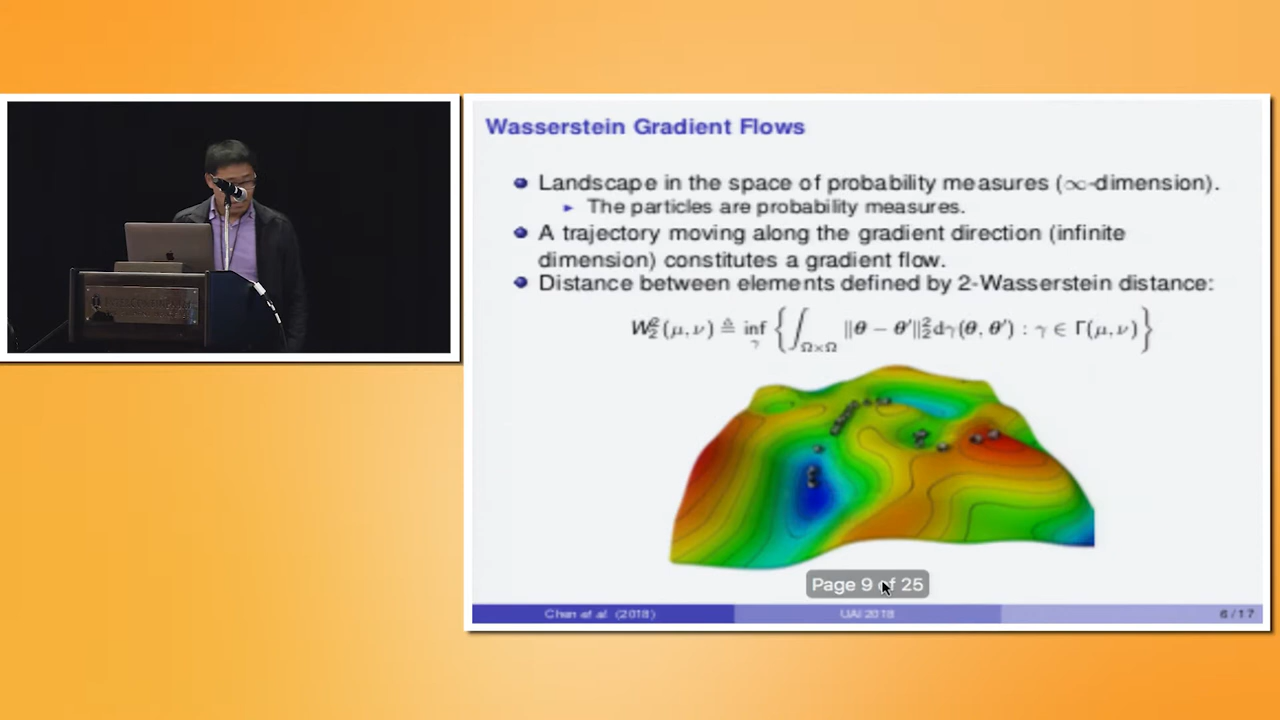 Wasserstein Gradient Flows
Landscape in the space of probability measures (∞-dimension).
The particles are probability measures.
A trajectory moving along the gradient direction (infinite
dimension) constitutes a gradient flow.
Distance between elements defined by 2-Wasserstein distance:
W₂²(μ, ν) ≜ inf_γ { ∫_{Ω×Ω} ‖θ − θ′‖₂² dγ(θ, θ′) : γ ∈ Γ(μ, ν) }
Page 9 of 25
Chen et al. (2018) UAI 2018 6 / 17